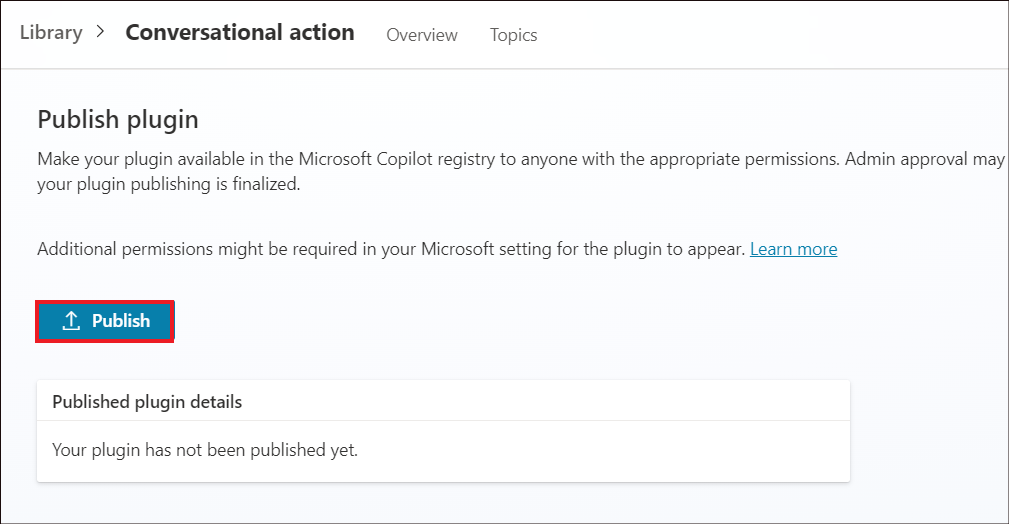 Library > Conversational action Overview Topics
Publish plugin
Make your plugin available in the Microsoft Copilot registry to anyone with the appropriate permissions. Admin approval may
your plugin publishing is finalized.
Additional permissions might be required in your Microsoft setting for the plugin to appear. Learn more
Publish
Published plugin details
Your plugin has not been published yet.